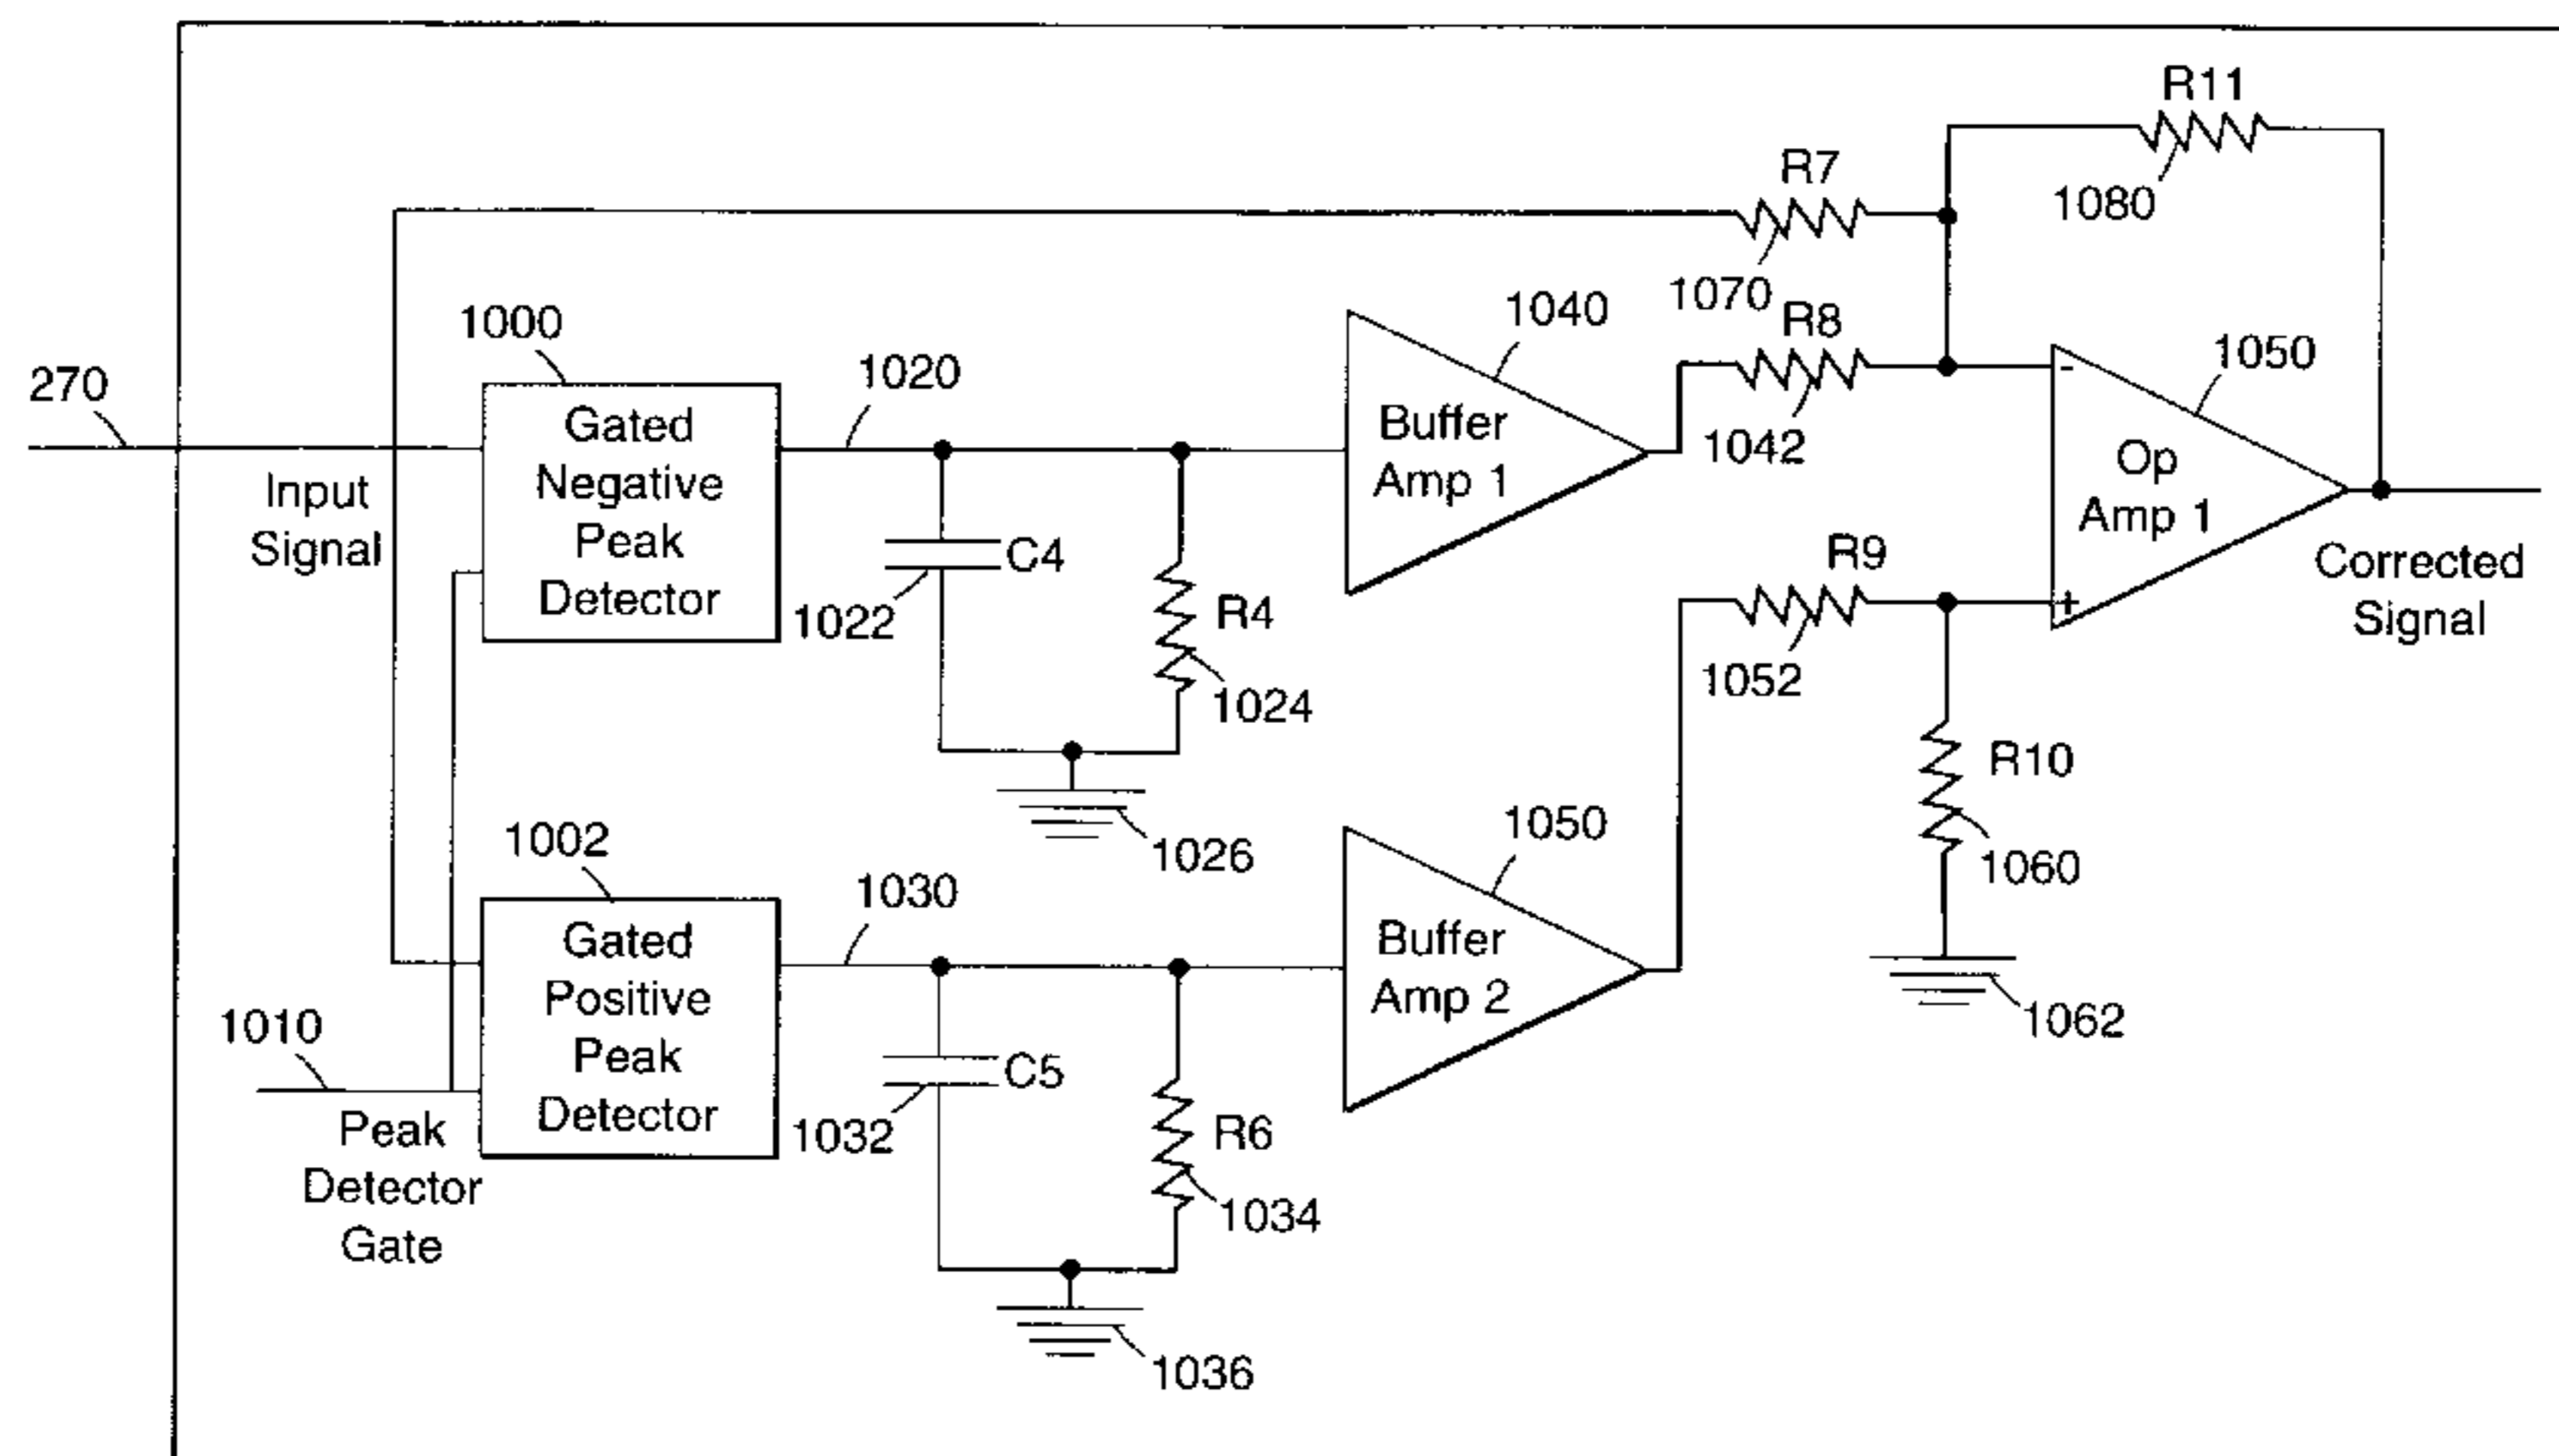 R11
R7
1080
1070
R8
1000
1040
1050
270
1020
Gated
Negative
Peak
Detector
Buffer
Amp 1
1042
-
Op
Amp 1
Input
Signal
C4
R9
Corrected
Signal
1022
R4
+
1052
1024
R10
1002
1026
1050
1060
1030
Gated
Positive
Peak
Detector
Buffer
Amp 2
1010
1062
C5
Peak
Detector
Gate
1032
R6
1034
1036